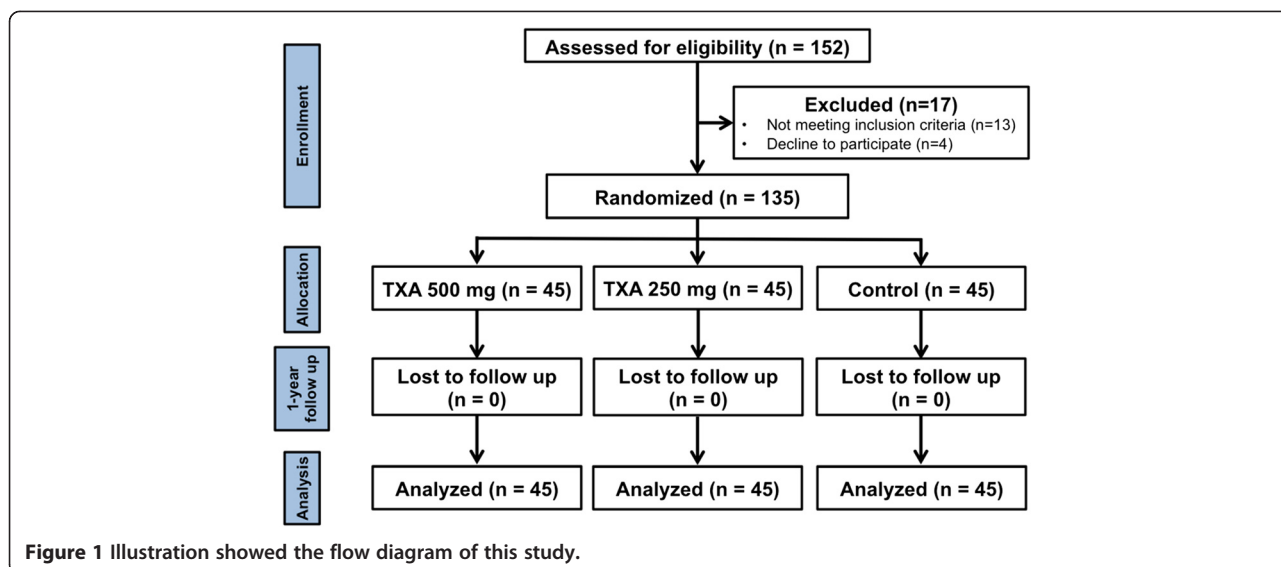 Enrollment
Assessed for eligibility (n = 152)
Excluded (n=17)
• Not meeting inclusion criteria (n=13)
• Decline to participate (n=4)
Randomized (n = 135)
Allocation
TXA 500 mg (n = 45)
TXA 250 mg (n = 45)
Control (n = 45)
1-year
follow up
Lost to follow up
(n = 0)
Lost to follow up
(n = 0)
Lost to follow up
(n = 0)
Analysis
Analyzed (n = 45)
Analyzed (n = 45)
Analyzed (n = 45)
Figure 1 Illustration showed the flow diagram of this study.